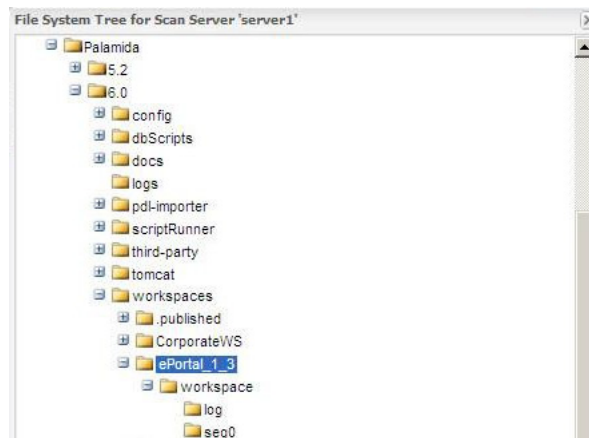 File System Tree for Scan Server 'server1'
Palamida
5.2
6.0
config
dbScripts
docs
logs
pdl-importer
scriptRunner
third-party
tomcat
workspaces
.published
CorporateWS
ePortal_1_3
workspace
log
seg0